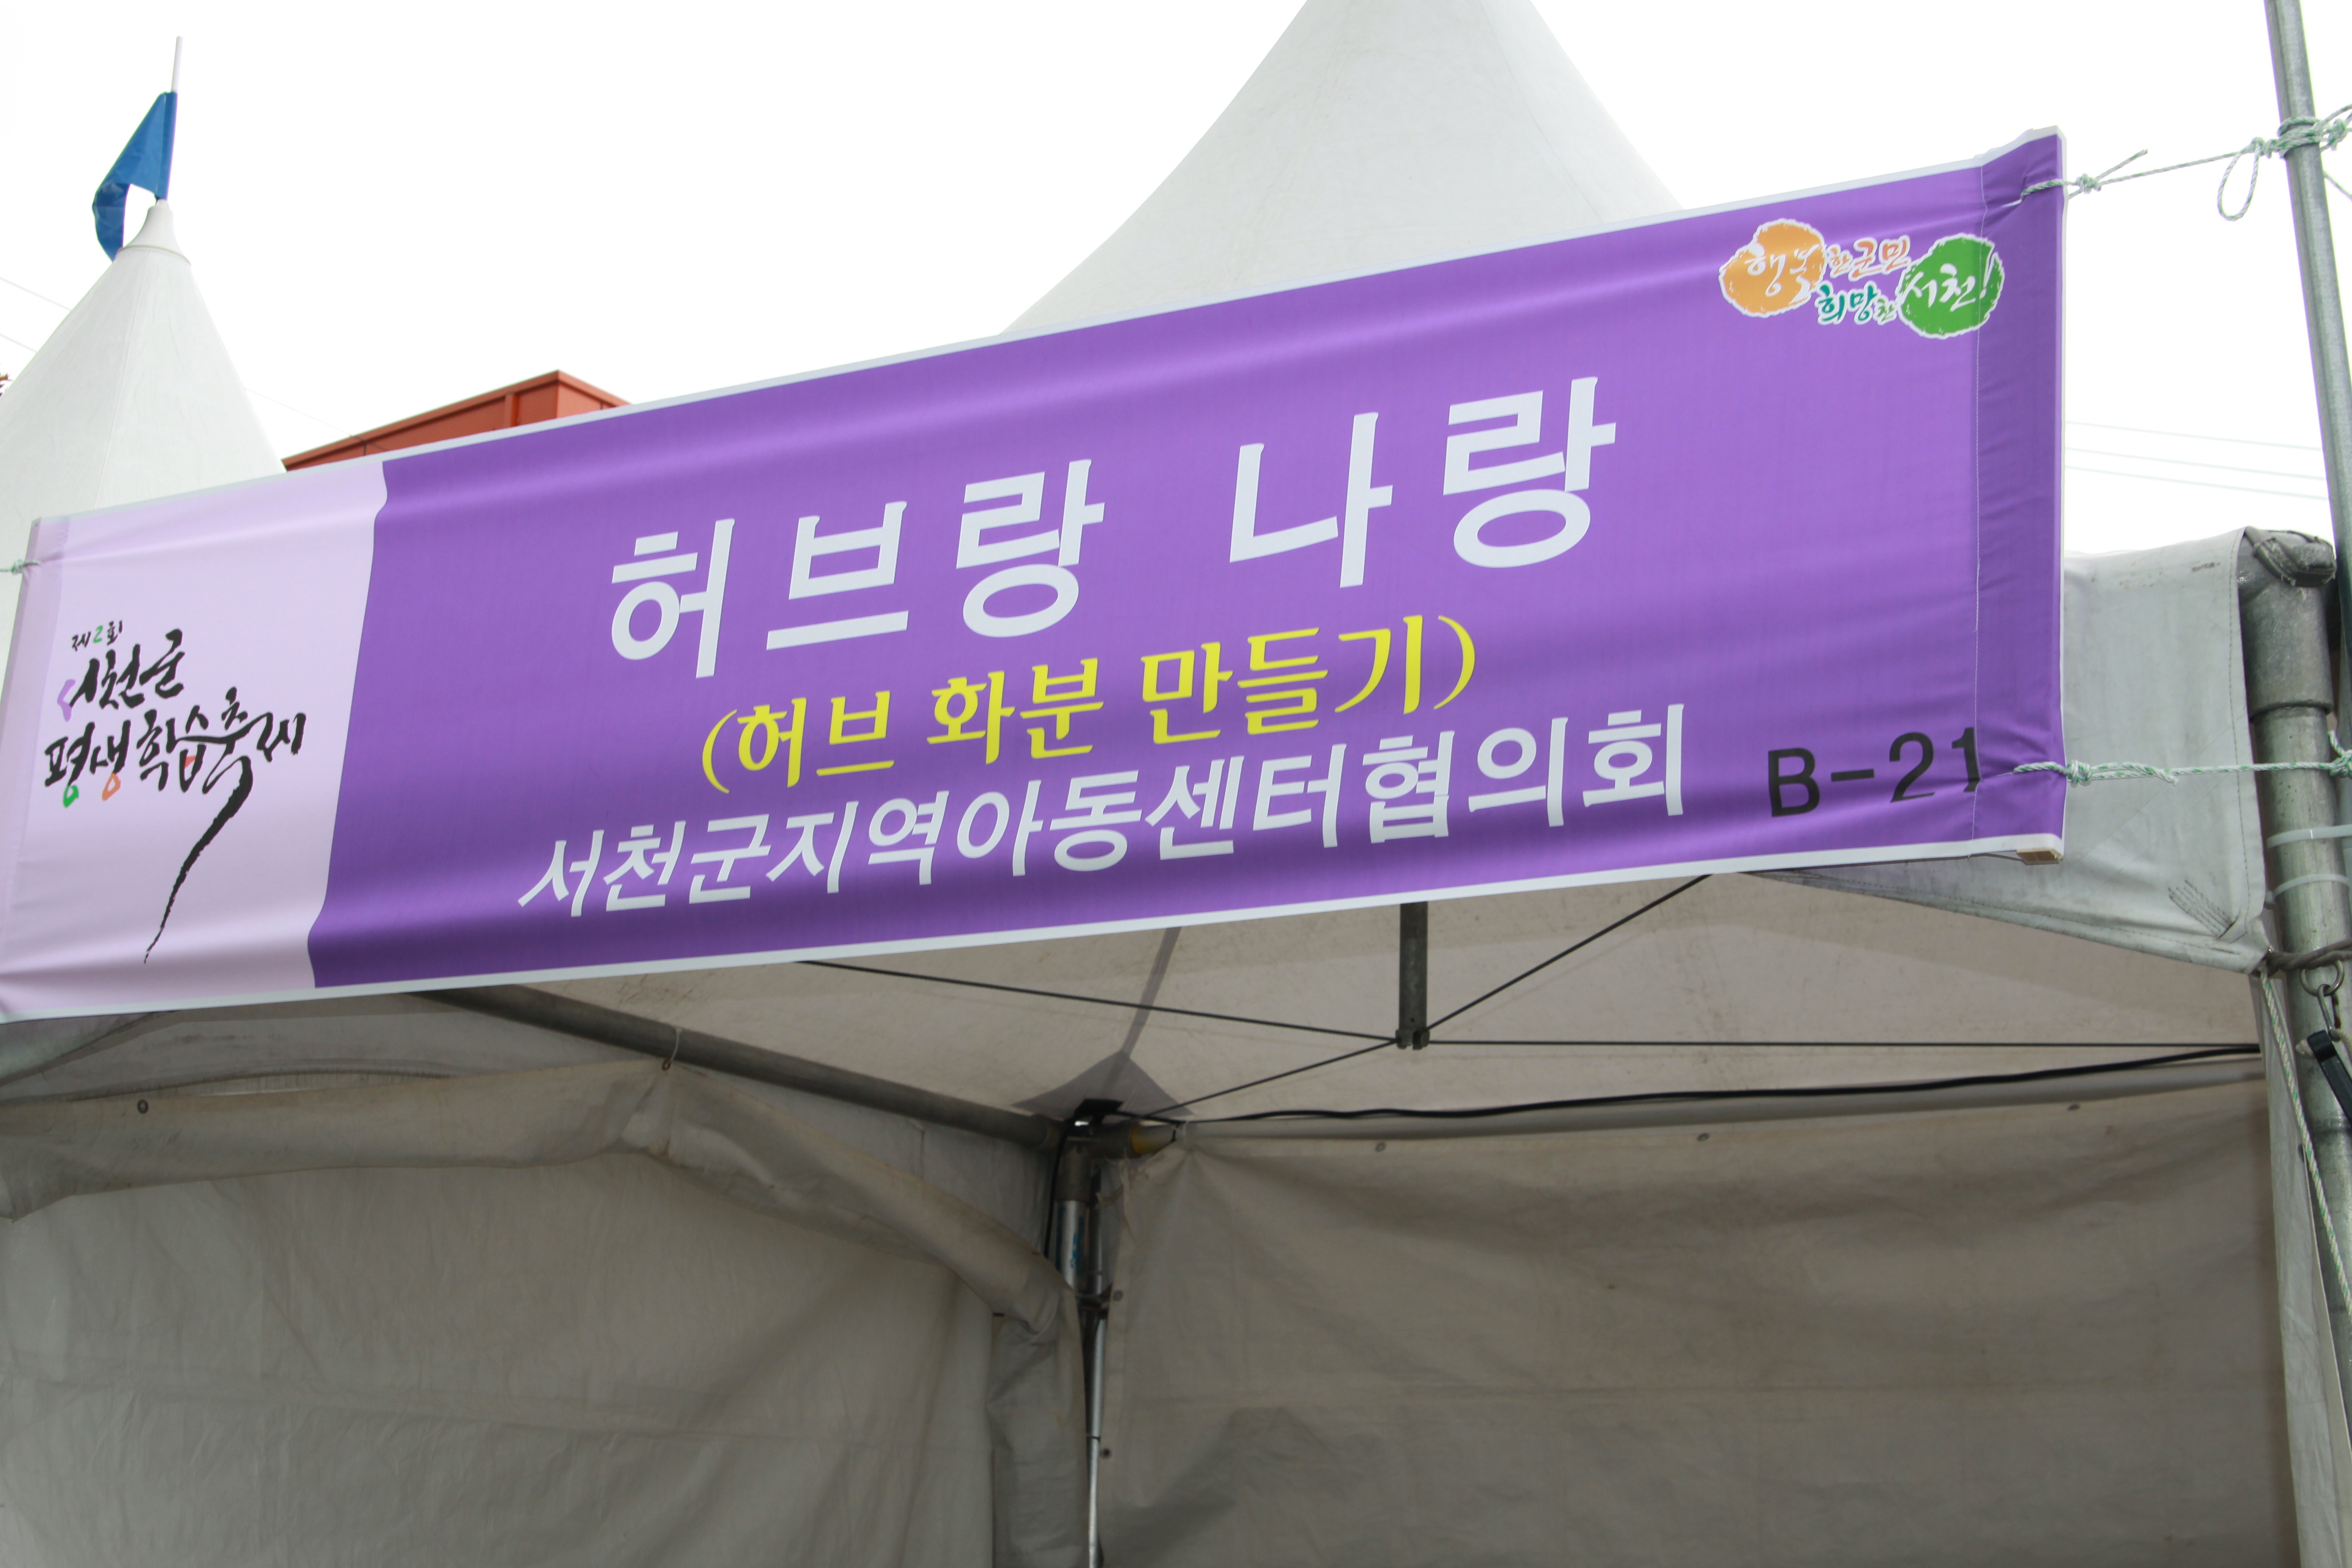 제2회
서천군
평생학습축제
행복한군민
희망찬 서천!
허브랑 나랑
(허브 화분 만들기)
서천군지역아동센터협의회
B-21